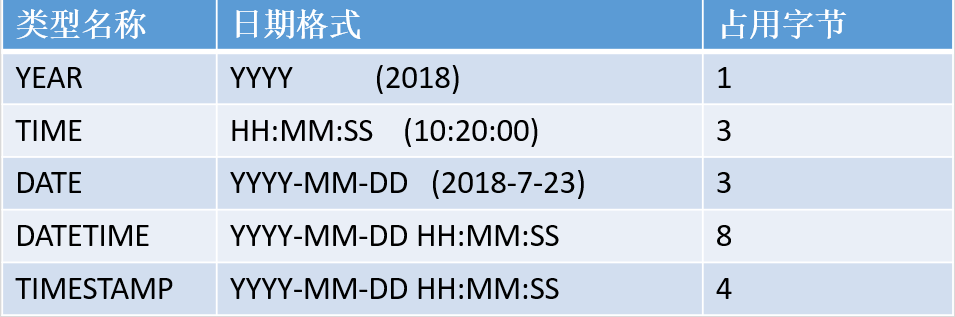 类型名称 日期格式 占用字节
YEAR YYYY (2018) 1
TIME HH:MM:SS (10:20:00) 3
DATE YYYY-MM-DD (2018-7-23) 3
DATETIME YYYY-MM-DD HH:MM:SS 8
TIMESTAMP YYYY-MM-DD HH:MM:SS 4